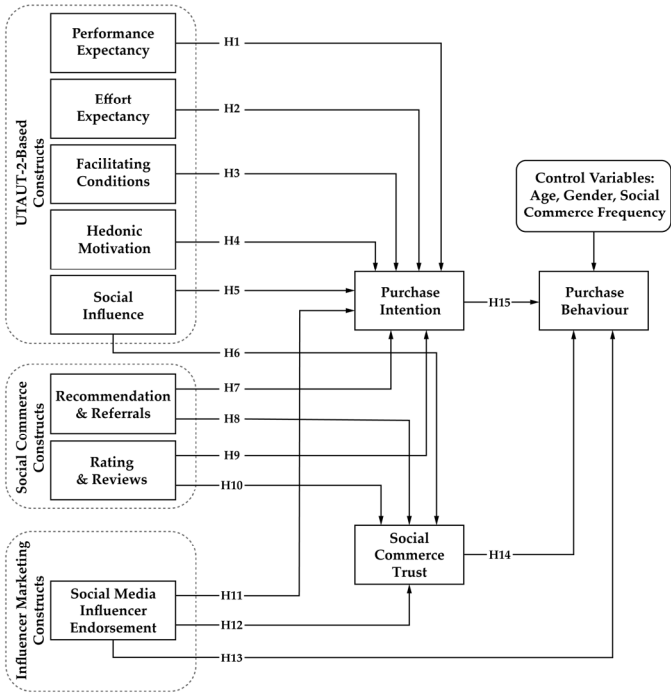 UTAUT-2-Based
Constructs
Performance
Expectancy
Effort
Expectancy
Facilitating
Conditions
Hedonic
Motivation
Social
Influence
H1
H2
H3
H4
H5
H6
Control Variables:
Age, Gender, Social
Commerce Frequency
Purchase
Intention
H15
Purchase
Behaviour
Social Commerce
Constructs
Recommendation
& Referrals
Rating
& Reviews
H7
H8
H9
H10
Social
Commerce
Trust
H14
Influencer Marketing
Constructs
Social Media
Influencer
Endorsement
H11
H12
H13